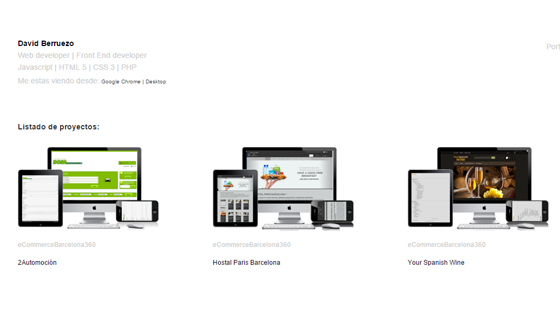 David Berruezo
Web developer | Front End developer
Javascript | HTML 5 | CSS 3 | PHP
Me estas viendo desde: Google Chrome | Desktop
Port
Listado de proyectos:
eCommerceBarcelona360
2Automoción
eCommerceBarcelona360
Hostal Paris Barcelona
eCommerceBarcelona360
Your Spanish Wine